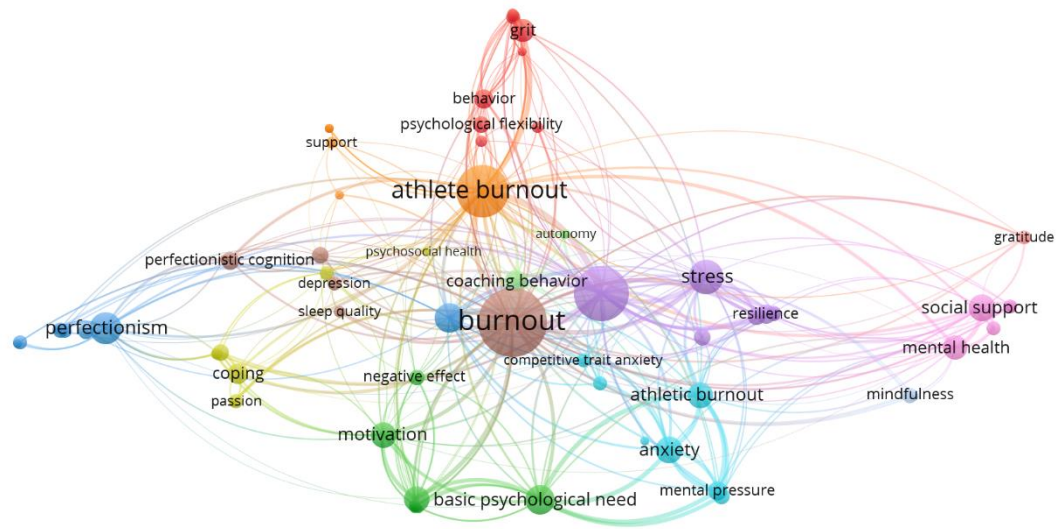 grit
behavior
psychological flexibility
support
athlete burnout
autonomy
gratitude
psychosocial health
perfectionistic cognition
coaching behavior
stress
depression
sleep quality
social support
resilience
burnout
perfectionism
mental health
competitive trait anxiety
coping
negative effect
mindfulness
athletic burnout
passion
motivation
anxiety
mental pressure
basic psychological need